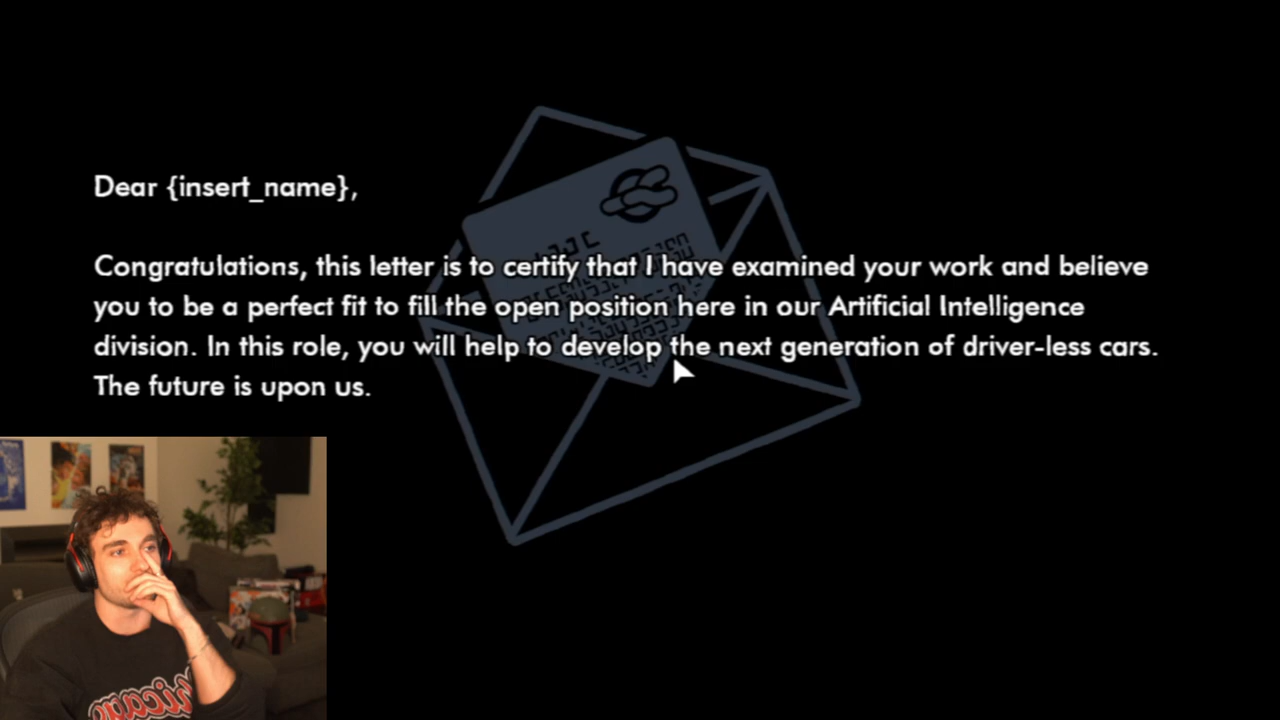 Dear {insert_name},
Congratulations, this letter is to certify that I have examined your work and believe
you to be a perfect fit to fill the open position here in our Artificial Intelligence
division. In this role, you will help to develop the next generation of driver-less cars.
The future is upon us.
Chicago